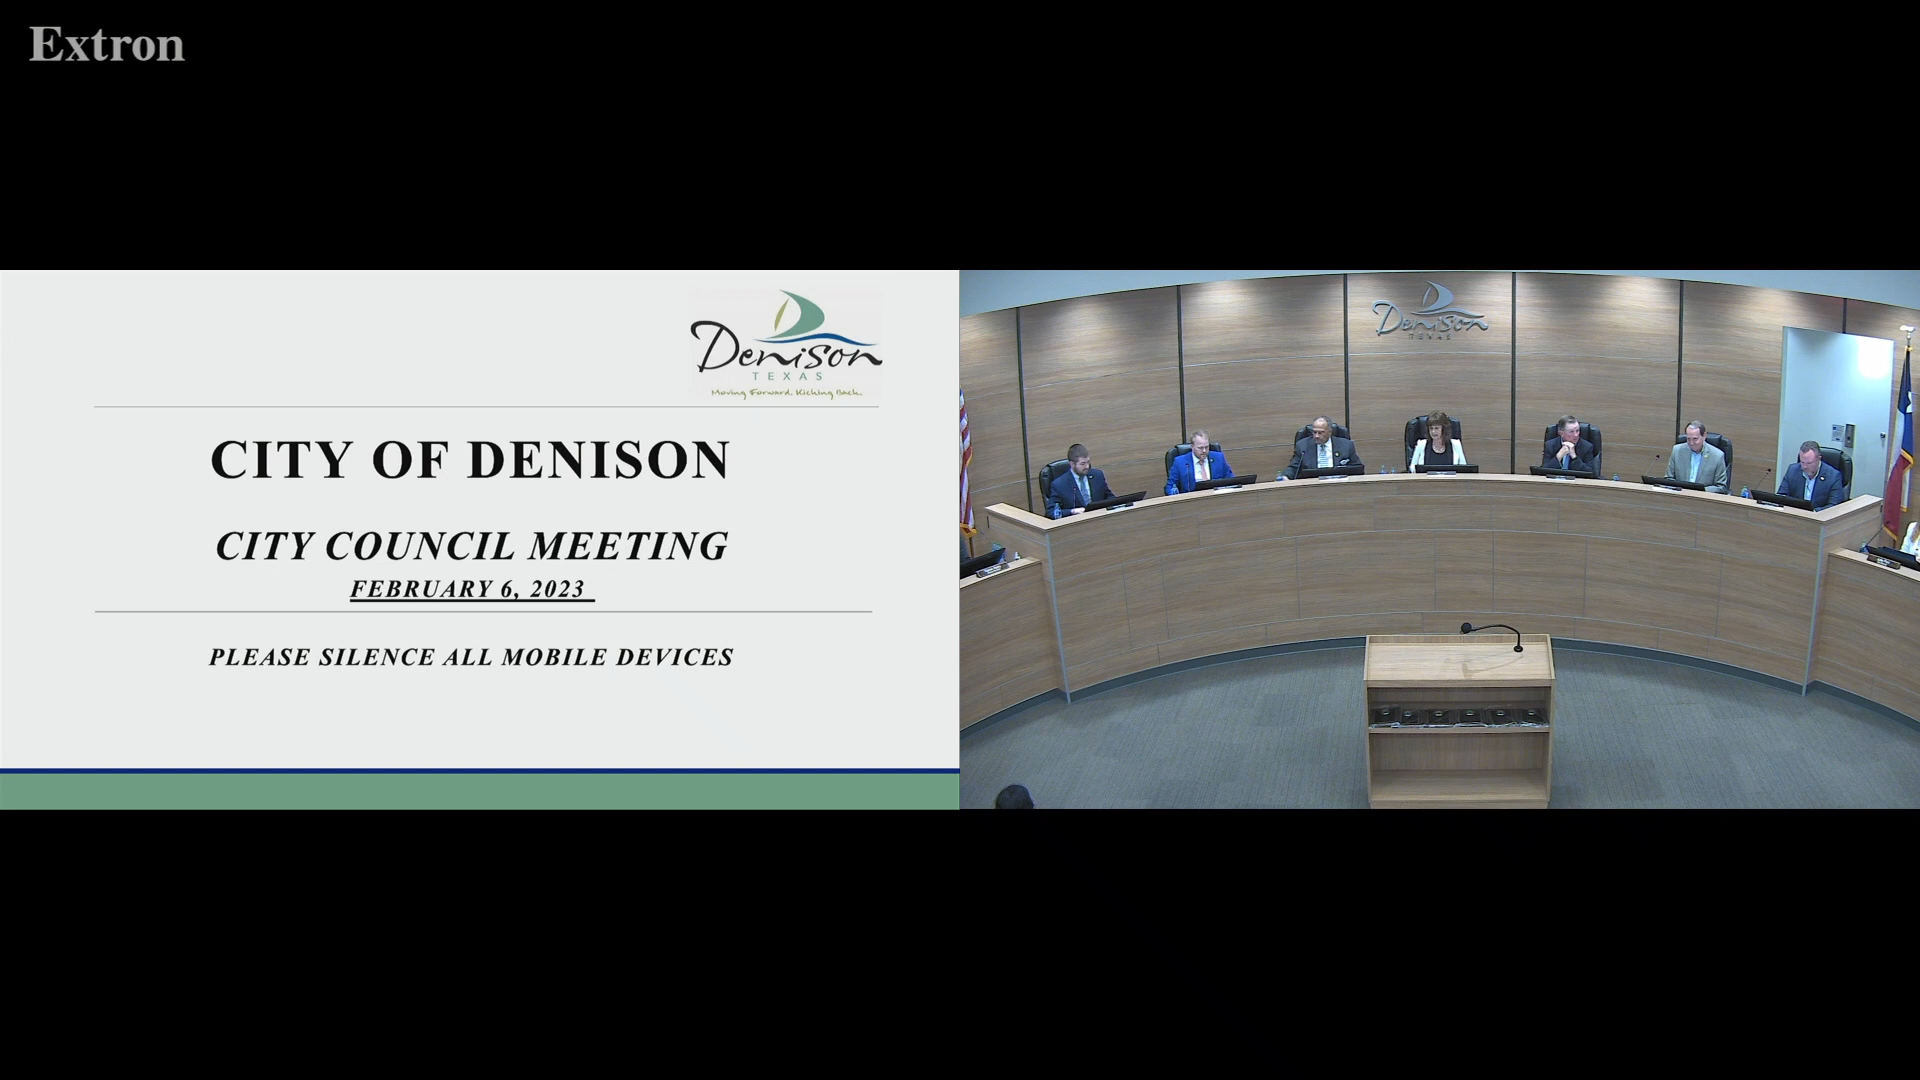 Extron
Denison
TEXAS
Moving Forward. Kicking Back.
CITY OF DENISON
CITY COUNCIL MEETING
FEBRUARY 6, 2023
PLEASE SILENCE ALL MOBILE DEVICES
Denison
TEXAS